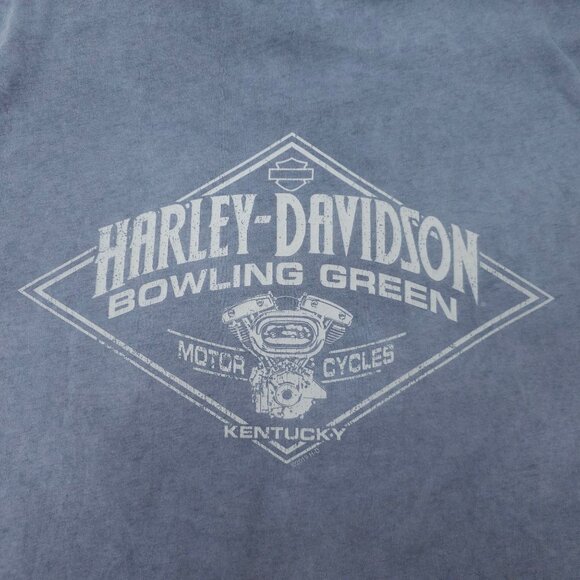 HARLEY-DAVIDSON
BOWLING GREEN
MOTOR CYCLES
KENTUCKY